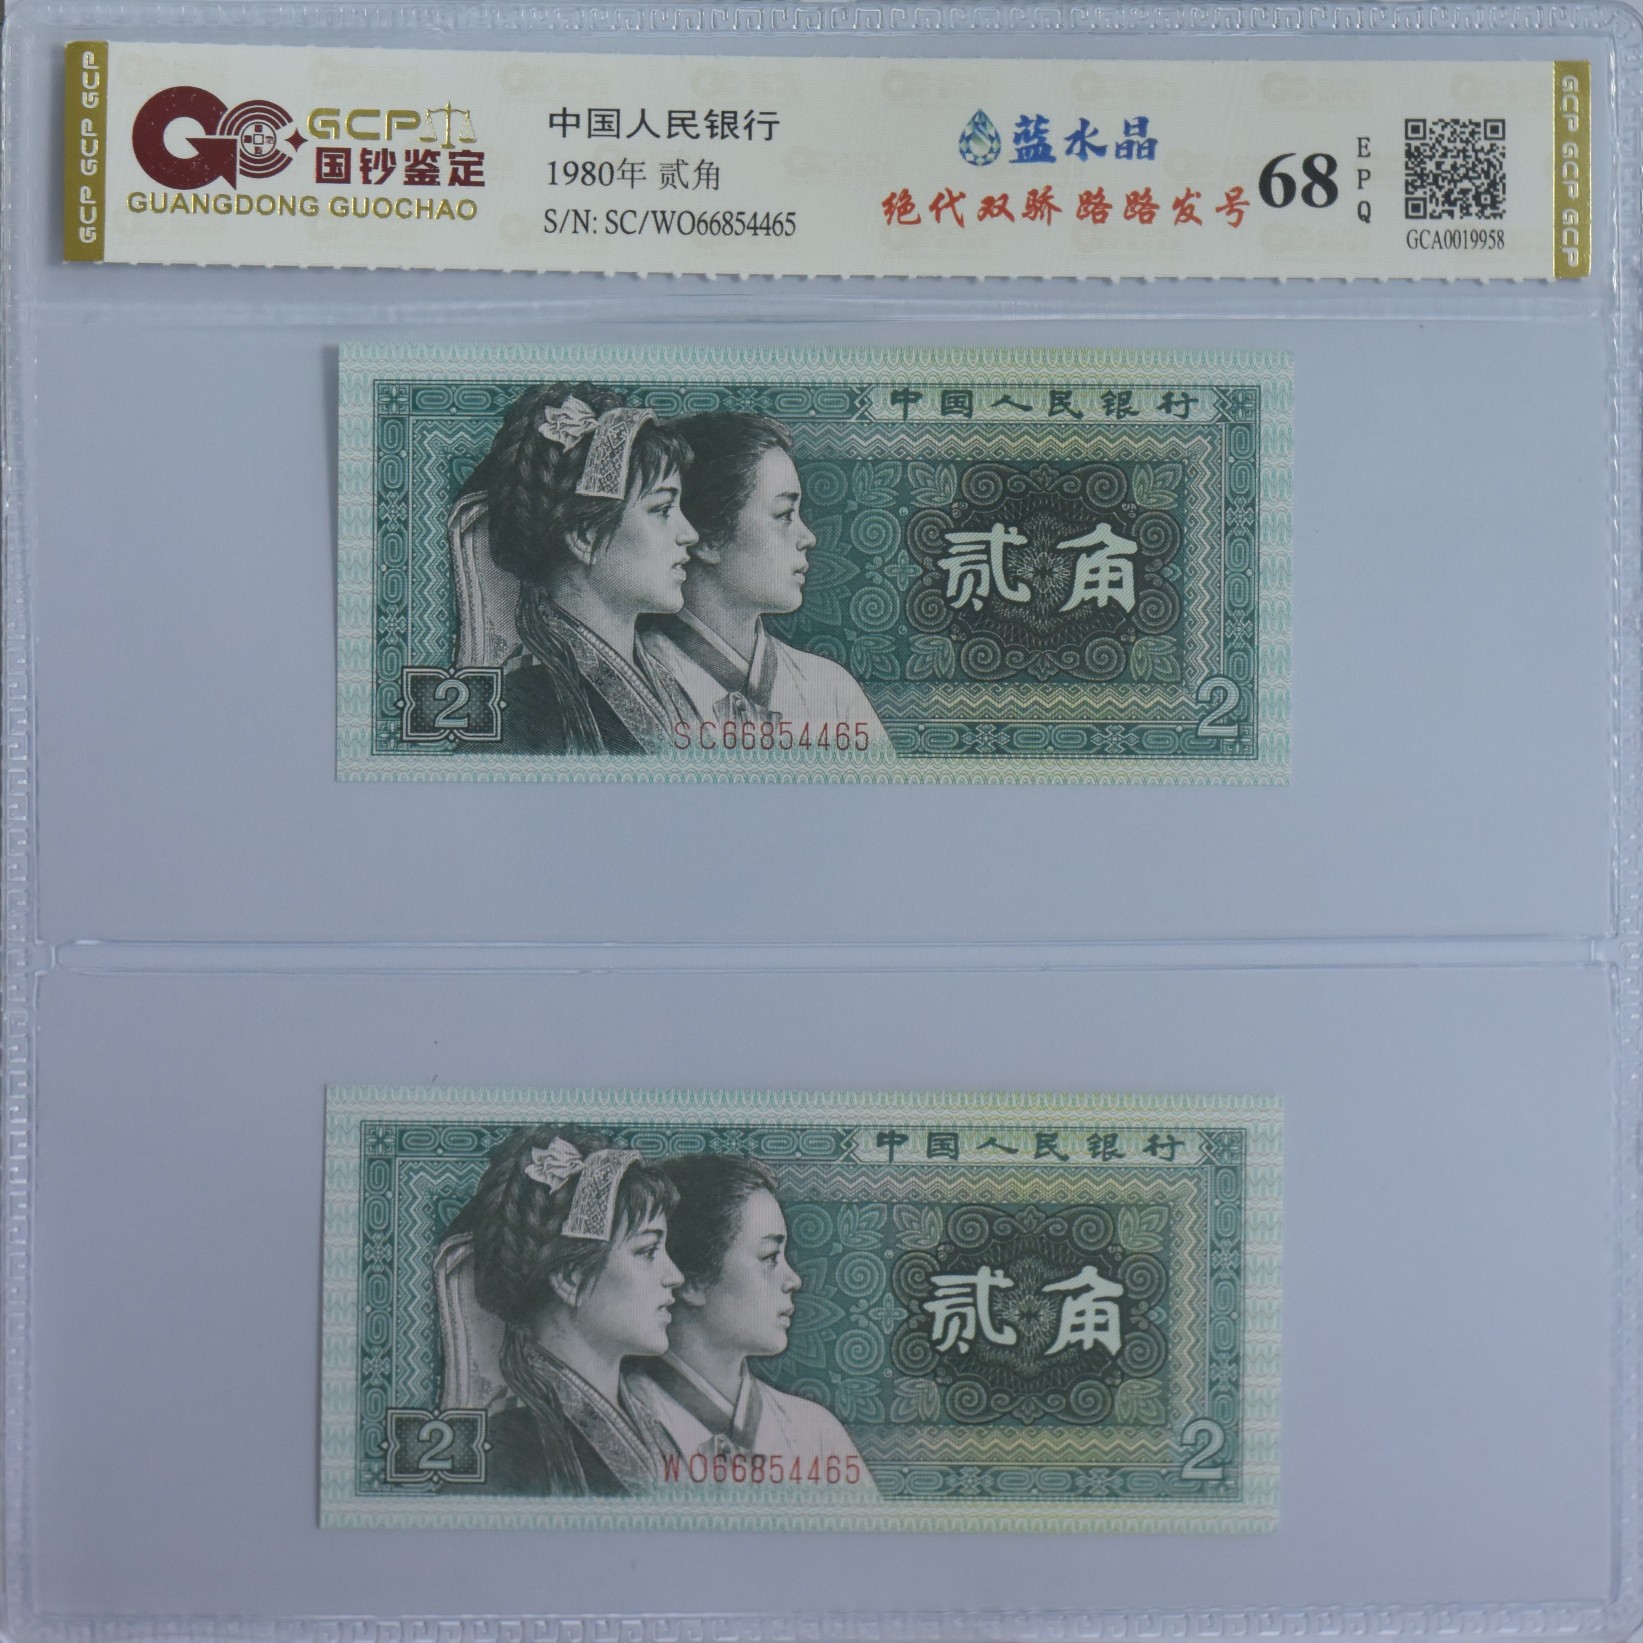 GCP GCP GCP
GCP
国钞鉴定
GUANGDONG GUOCHAO
中国人民银行
1980年 贰角
S/N: SC/WO66854465
蓝水晶
绝代双骄 路路发号
68
EPQ
GCA0019958
GCP GCP GCP
中国人民银行
贰角
2
2
SC66854465
中国人民银行
贰角
2
2
WO66854465